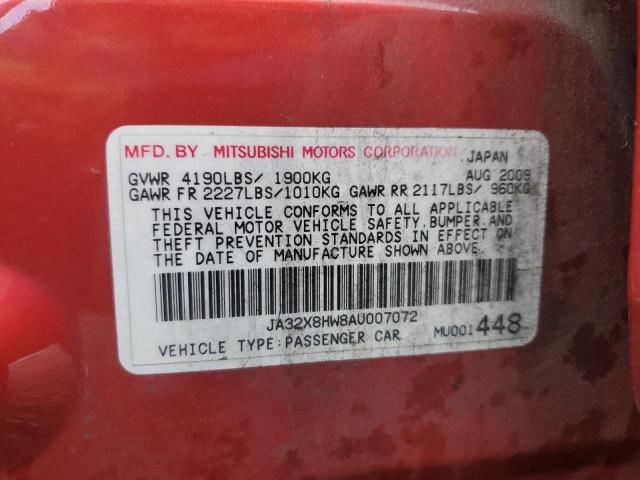 MFD. BY MITSUBISHI MOTORS CORPORATION JAPAN
GVWR 4190LBS/ 1900KG AUG 2009
GAWR FR 2227LBS/1010KG GAWR RR 2117LBS/ 960KG
THIS VEHICLE CONFORMS TO ALL APPLICABLE
FEDERAL MOTOR VEHICLE SAFETY, BUMPER, AND
THEFT PREVENTION STANDARDS IN EFFECT ON
THE DATE OF MANUFACTURE SHOWN ABOVE.
JA32X8HW8AU007072
VEHICLE TYPE:PASSENGER CAR MU001448